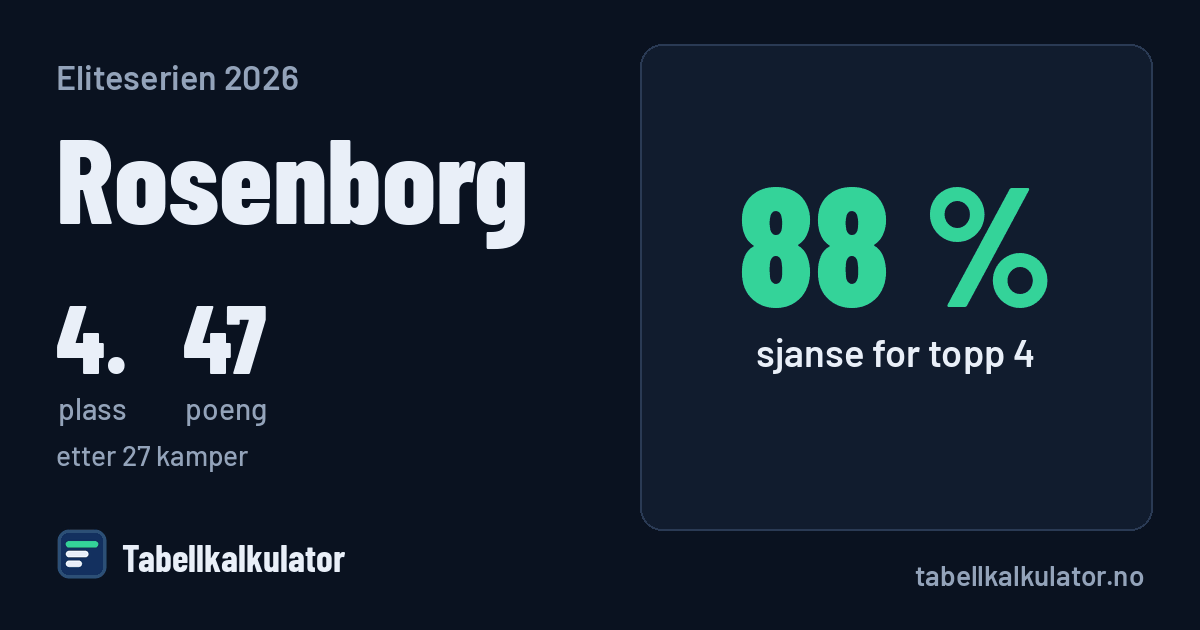 Eliteserien 2026
Rosenborg
4. 47
plass poeng
etter 27 kamper
Tabellkalkulator
88 %
sjanse for topp 4
tabellkalkulator.no